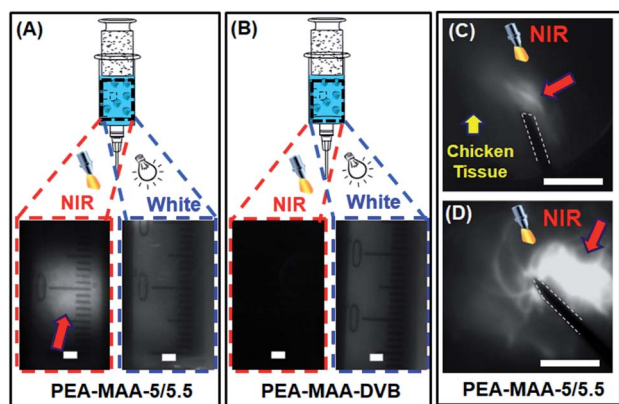 (A)
NIR
White
PEA-MAA-5/5.5
(B)
NIR
White
PEA-MAA-DVB
(C)
NIR
Chicken
Tissue
(D)
NIR
PEA-MAA-5/5.5